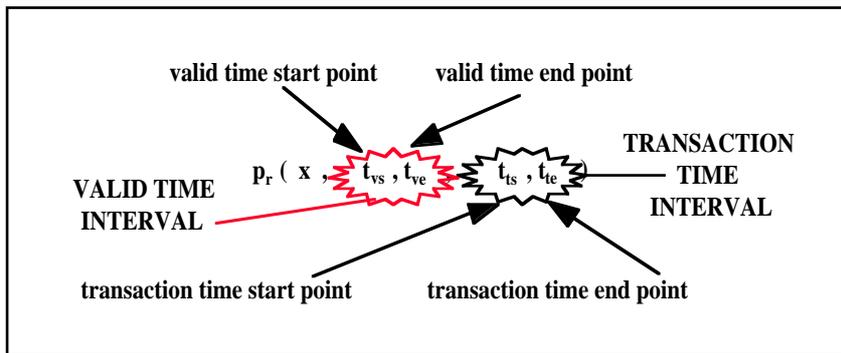 valid time start point valid time end point
TRANSACTION
TIME
INTERVAL
p_r ( x , t_vs , t_ve t_ts , t_te )
VALID TIME
INTERVAL
transaction time start point transaction time end point